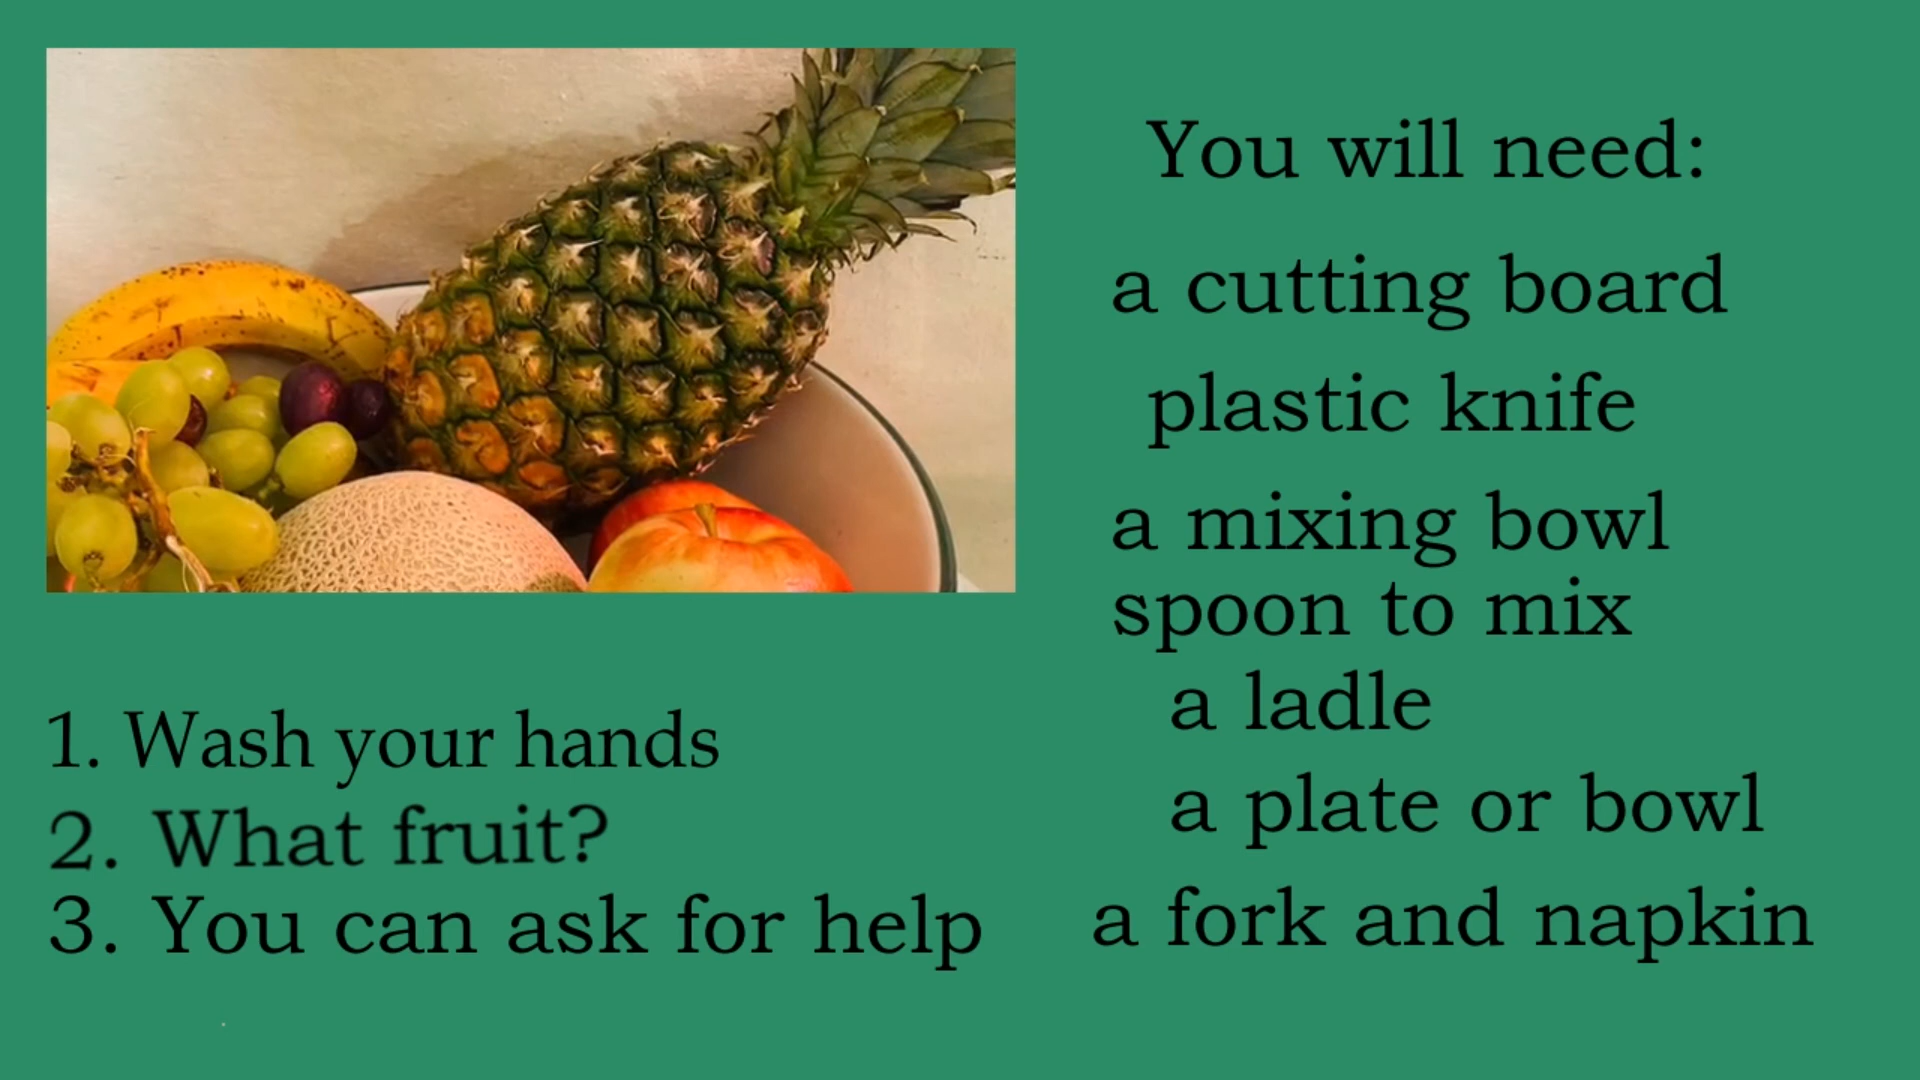 You will need:
a cutting board
plastic knife
a mixing bowl
spoon to mix
a ladle
a plate or bowl
a fork and napkin
1. Wash your hands
2. What fruit?
3. You can ask for help